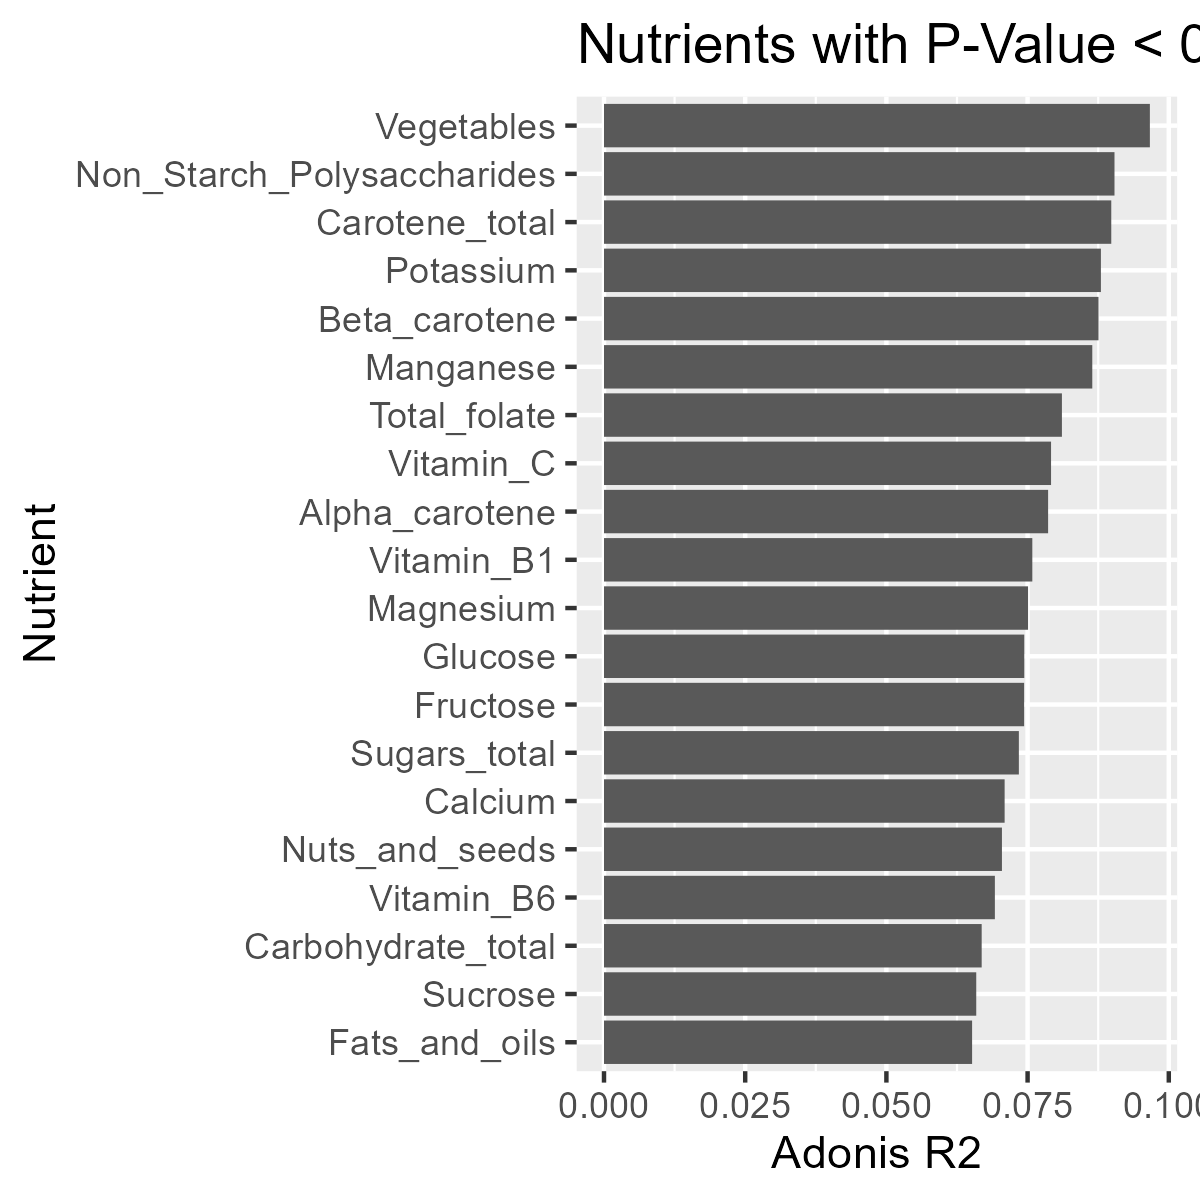 Nutrients with P-Value < 0
Vegetables
Non_Starch_Polysaccharides
Carotene_total
Potassium
Beta_carotene
Manganese
Total_folate
Vitamin_C
Alpha_carotene
Vitamin_B1
Magnesium
Glucose
Fructose
Sugars_total
Calcium
Nuts_and_seeds
Vitamin_B6
Carbohydrate_total
Sucrose
Fats_and_oils
Nutrient
0.000 0.025 0.050 0.075 0.100
Adonis R2